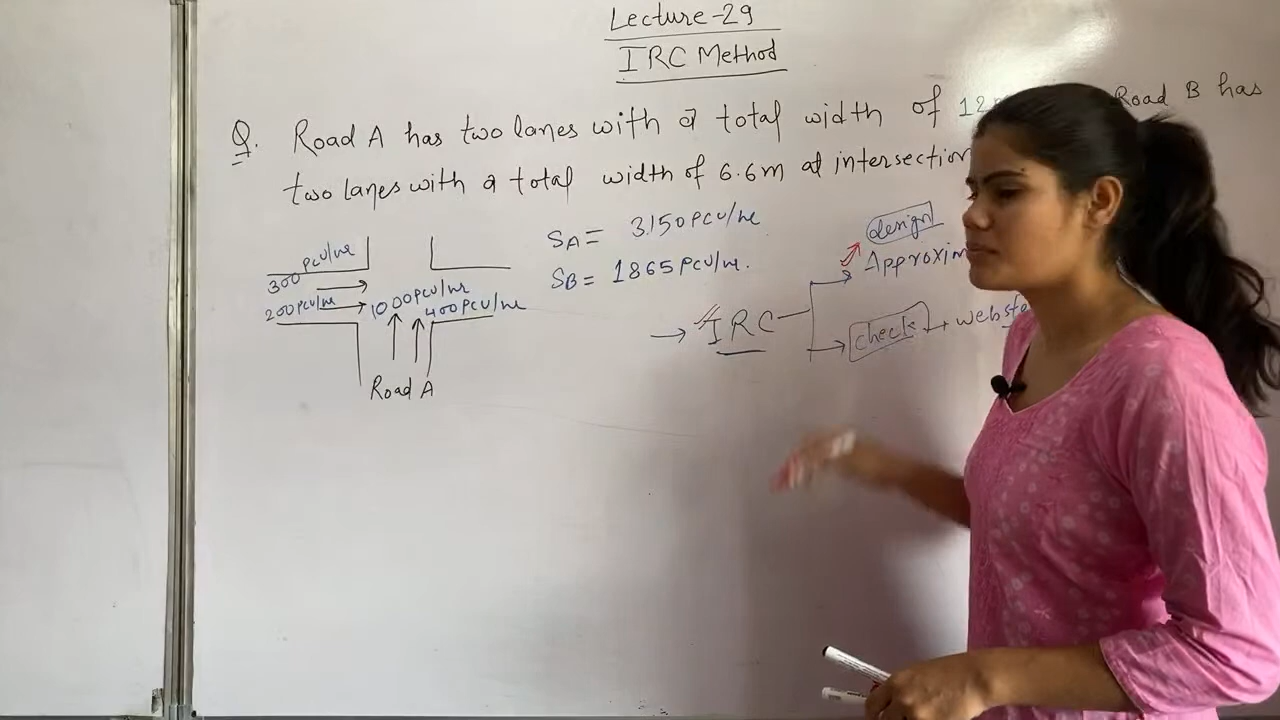 Lecture-29
IRC Method
Q. Road A has two lanes with a total width of 12 Road B has
two lanes with a total width of 6.6m at intersection
SA = 3150 PCU/hr
SB = 1865 PCU/hr.
300 PCU/hr
200 PCU/hr
1000 PCU/hr
400 PCU/hr
Road A
→ IRC
design
Approxim
check → webste